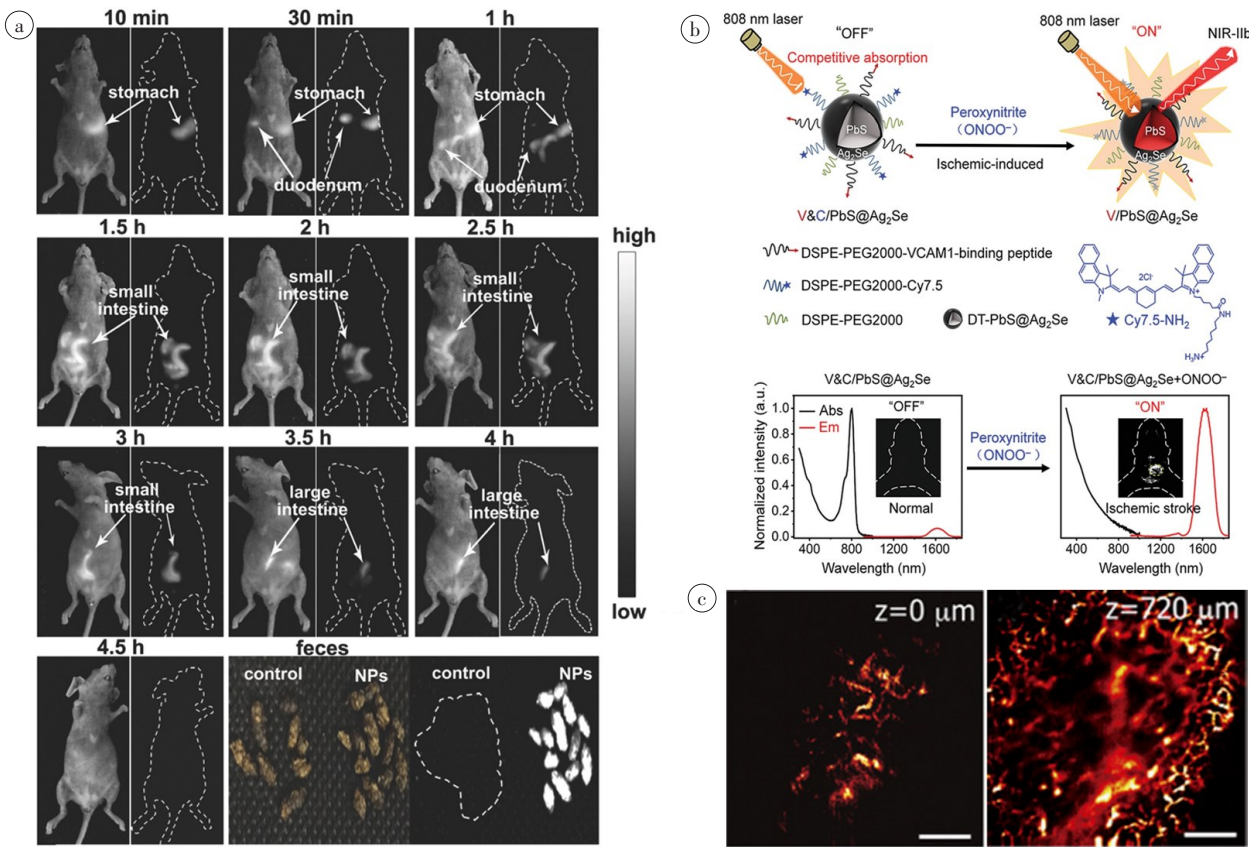 a
10 min
30 min
1 h
stomach
stomach
stomach
duodenum
duodenum
1.5 h
2 h
2.5 h
small
intestine
small
intestine
small
intestine
3 h
3.5 h
4 h
small
intestine
large
intestine
large
intestine
4.5 h
feces
control
NPs
control
NPs
high
low
b
808 nm laser
"OFF"
Competitive absorption
PbS
Ag₂Se
V&C/PbS@Ag₂Se
Peroxynitrite
(ONOO⁻)
Ischemic-induced
808 nm laser
"ON"
NIR-IIb
PbS
Ag₂Se
V/PbS@Ag₂Se
DSPE-PEG2000-VCAM1-binding peptide
DSPE-PEG2000-Cy7.5
DSPE-PEG2000
DT-PbS@Ag₂Se
2Cl⁻
N
N⁺
O
NH
H₃N⁺
Cy7.5-NH₂
V&C/PbS@Ag₂Se
Normalized intensity (a.u.)
1.0
0.8
0.6
0.4
0.2
0.0
Abs
Em
"OFF"
Normal
400 800 1200 1600
Wavelength (nm)
Peroxynitrite
(ONOO⁻)
V&C/PbS@Ag₂Se+ONOO⁻
"ON"
Ischemic stroke
400 800 1200 1600
Wavelength (nm)
c
z=0 µm
z=720 µm